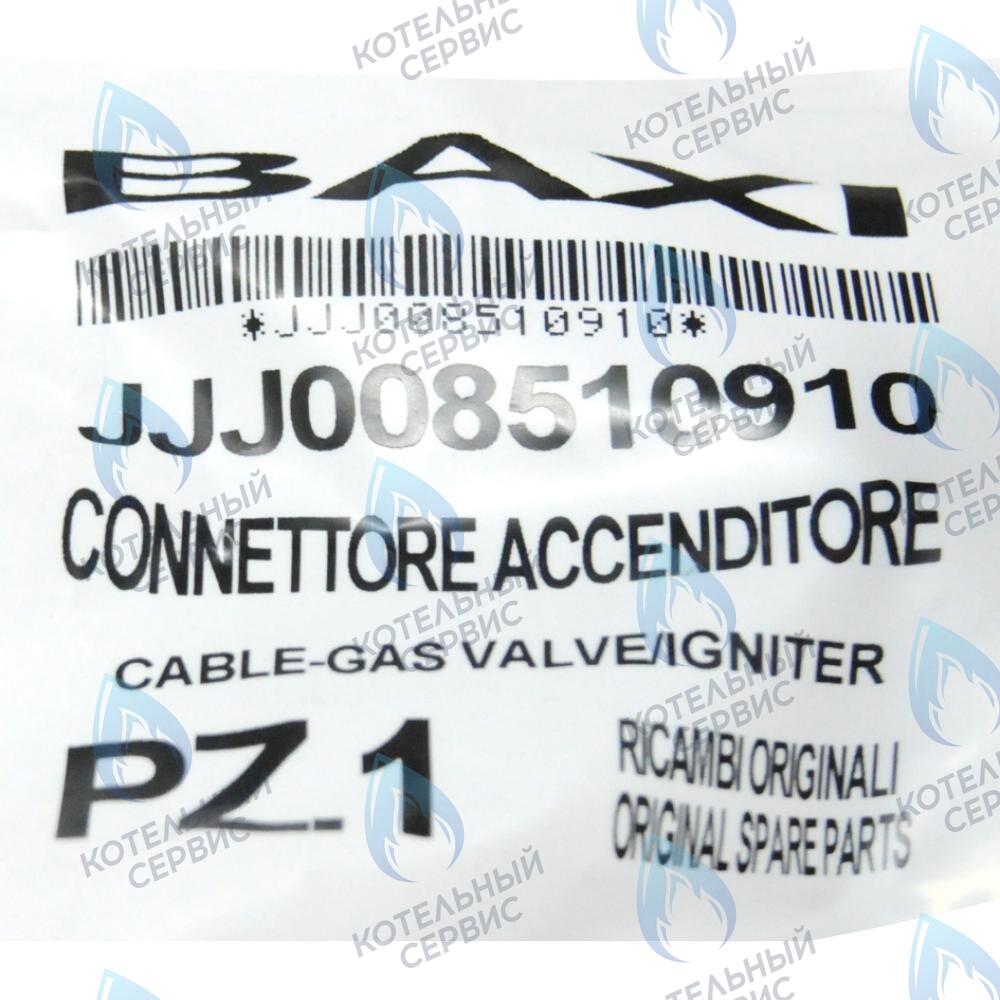 BAXI
*JJJ008510910*
JJJ008510910
CONNETTORE ACCENDITORE
CABLE-GAS VALVE/IGNITER
PZ. 1
RICAMBI ORIGINALI
ORIGINAL SPARE PARTS
КОТЕЛЬНЫЙ
СЕРВИС